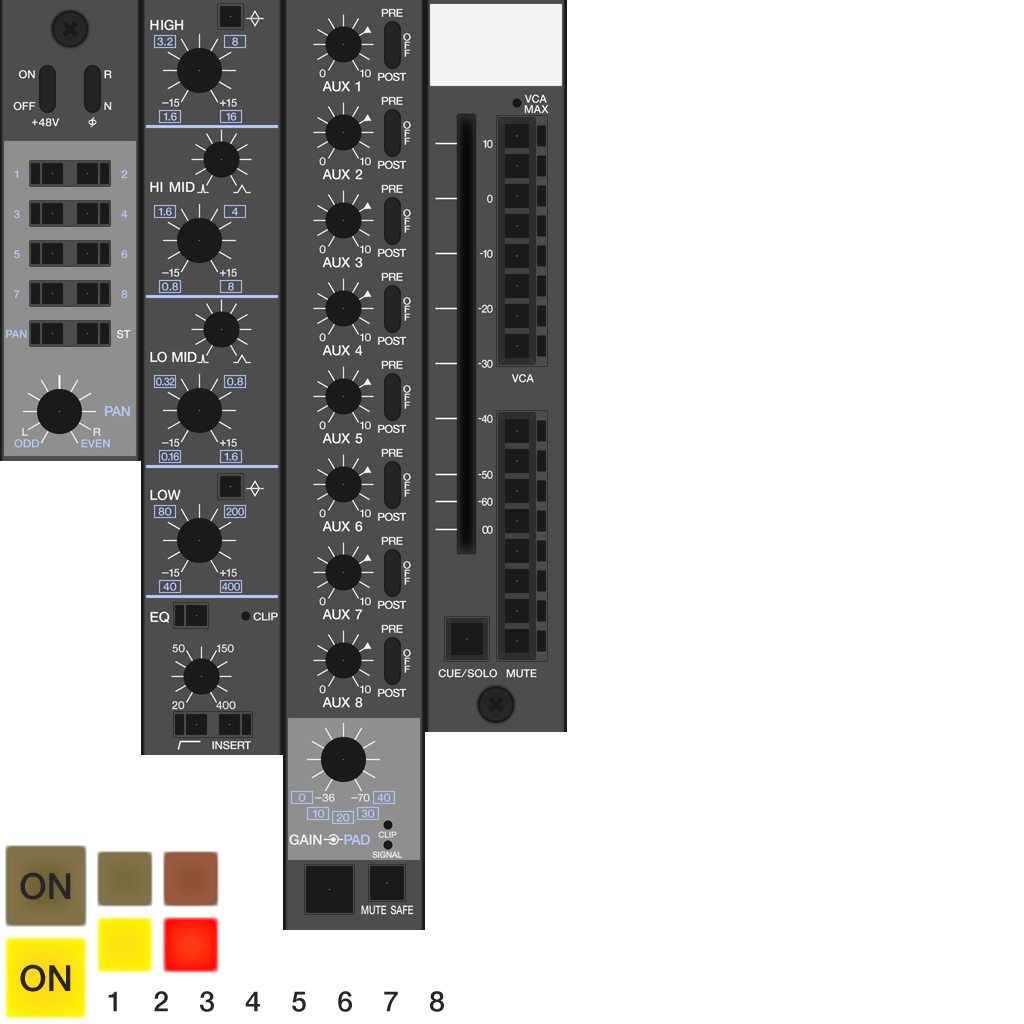 ON R
OFF N
+48V ϕ
1 2
3 4
5 6
7 8
PAN ST
PAN
L R
ODD EVEN
HIGH
3.2 8
−15 +15
1.6 16
HI MID
1.6 4
−15 +15
0.8 8
LO MID
0.32 0.8
−15 +15
0.16 1.6
LOW
80 200
−15 +15
40 400
EQ CLIP
50 150
20 400
INSERT
PRE
OFF
0 10 POST
AUX 1
PRE
OFF
0 10 POST
AUX 2
PRE
OFF
0 10 POST
AUX 3
PRE
OFF
0 10 POST
AUX 4
PRE
OFF
0 10 POST
AUX 5
PRE
OFF
0 10 POST
AUX 6
PRE
OFF
0 10 POST
AUX 7
PRE
OFF
0 10 POST
AUX 8
0 −36 −70 40
10 20 30
GAIN PAD
CLIP
SIGNAL
MUTE SAFE
VCA
MAX
10
0
-10
-20
-30
VCA
-40
-50
-60
∞
CUE/SOLO MUTE
ON
ON
1 2 3 4 5 6 7 8